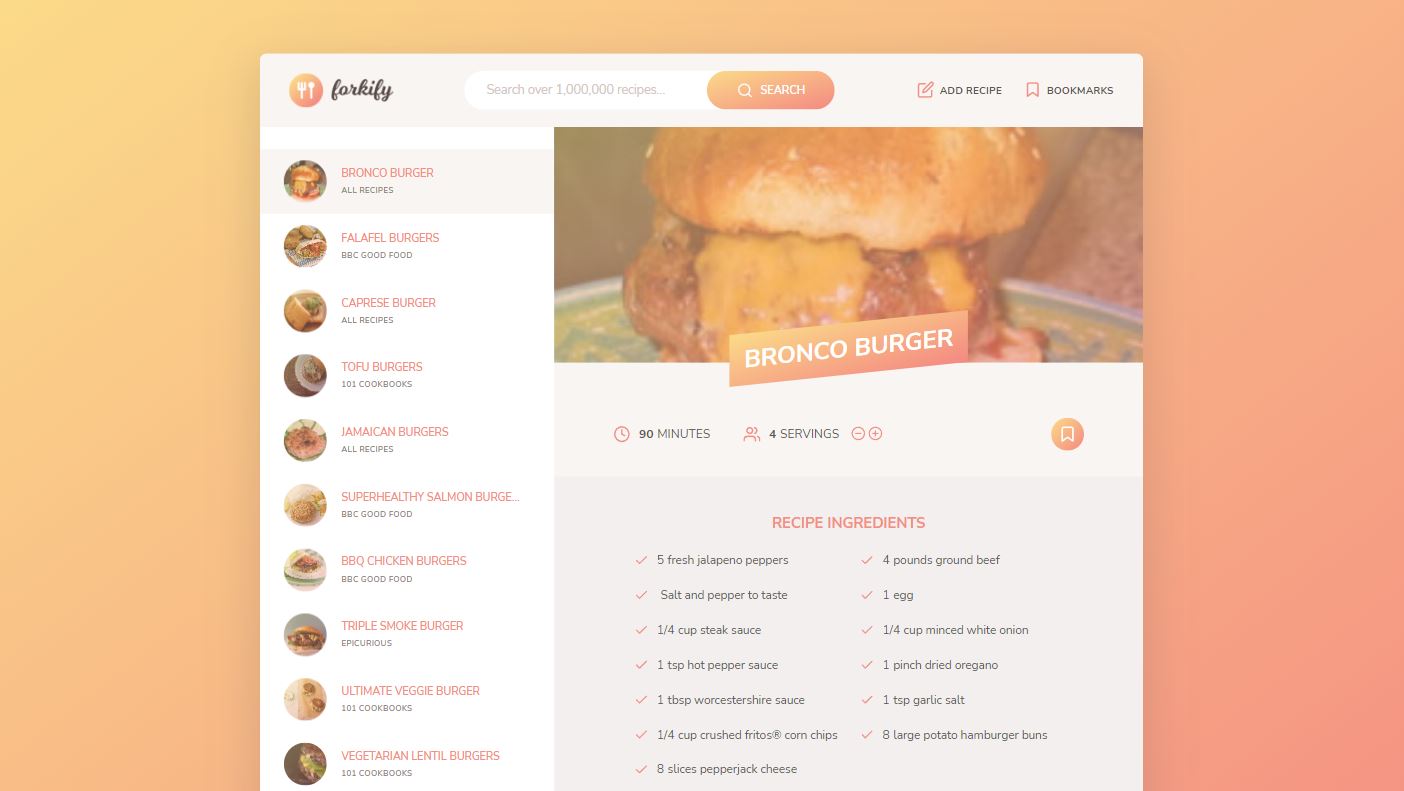 forkify
Search over 1,000,000 recipes...
SEARCH
ADD RECIPE
BOOKMARKS
BRONCO BURGER
ALL RECIPES
FALAFEL BURGERS
BBC GOOD FOOD
CAPRESE BURGER
ALL RECIPES
TOFU BURGERS
101 COOKBOOKS
JAMAICAN BURGERS
ALL RECIPES
SUPERHEALTHY SALMON BURGE...
BBC GOOD FOOD
BBQ CHICKEN BURGERS
BBC GOOD FOOD
TRIPLE SMOKE BURGER
EPICURIOUS
ULTIMATE VEGGIE BURGER
101 COOKBOOKS
VEGETARIAN LENTIL BURGERS
101 COOKBOOKS
BRONCO BURGER
90 MINUTES
4 SERVINGS
RECIPE INGREDIENTS
5 fresh jalapeno peppers
4 pounds ground beef
Salt and pepper to taste
1 egg
1/4 cup steak sauce
1/4 cup minced white onion
1 tsp hot pepper sauce
1 pinch dried oregano
1 tbsp worcestershire sauce
1 tsp garlic salt
1/4 cup crushed fritos® corn chips
8 large potato hamburger buns
8 slices pepperjack cheese